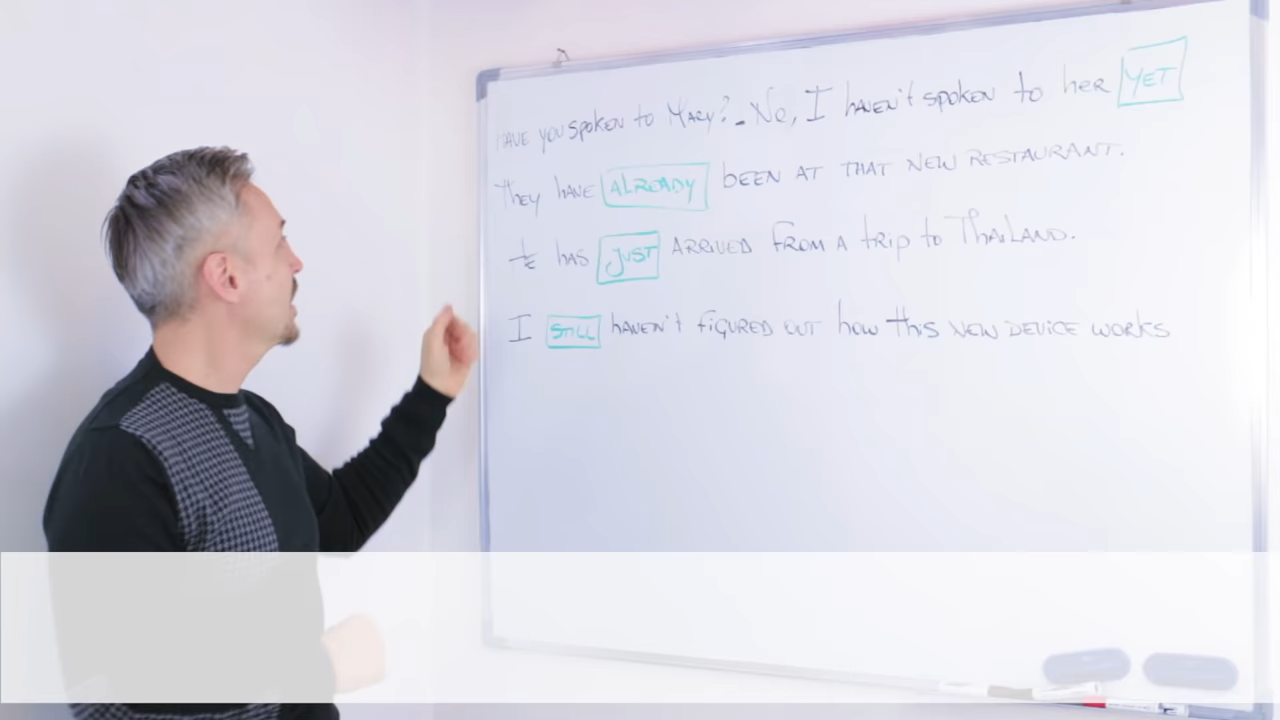 HAVE YOU SPOKEN to MARY? - No, I HAVEN'T SPOKEN to her YET
They have ALREADY BEEN AT THAT NEW RESTAURANT.
HE has JUST ARRIVED FROM A trip to THAILAND.
I STILL HAVEN'T FIGURED OUT how this NEW DEVICE WORKS